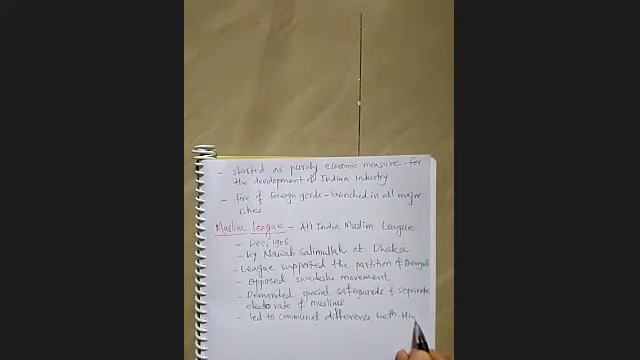 - started as purely economic measure for
the development of Indian Industry
- fire of foreign goods - launched in all major
cities
Muslim League - All India Muslim League
- Dec, 1906
- by Nawab Salimullah at Dhaka
- League supported the partition of Bengal
- opposed swadeshi movement
- Demanded special safeguards & separate
electorate of muslims
- led to communal difference betn Hin